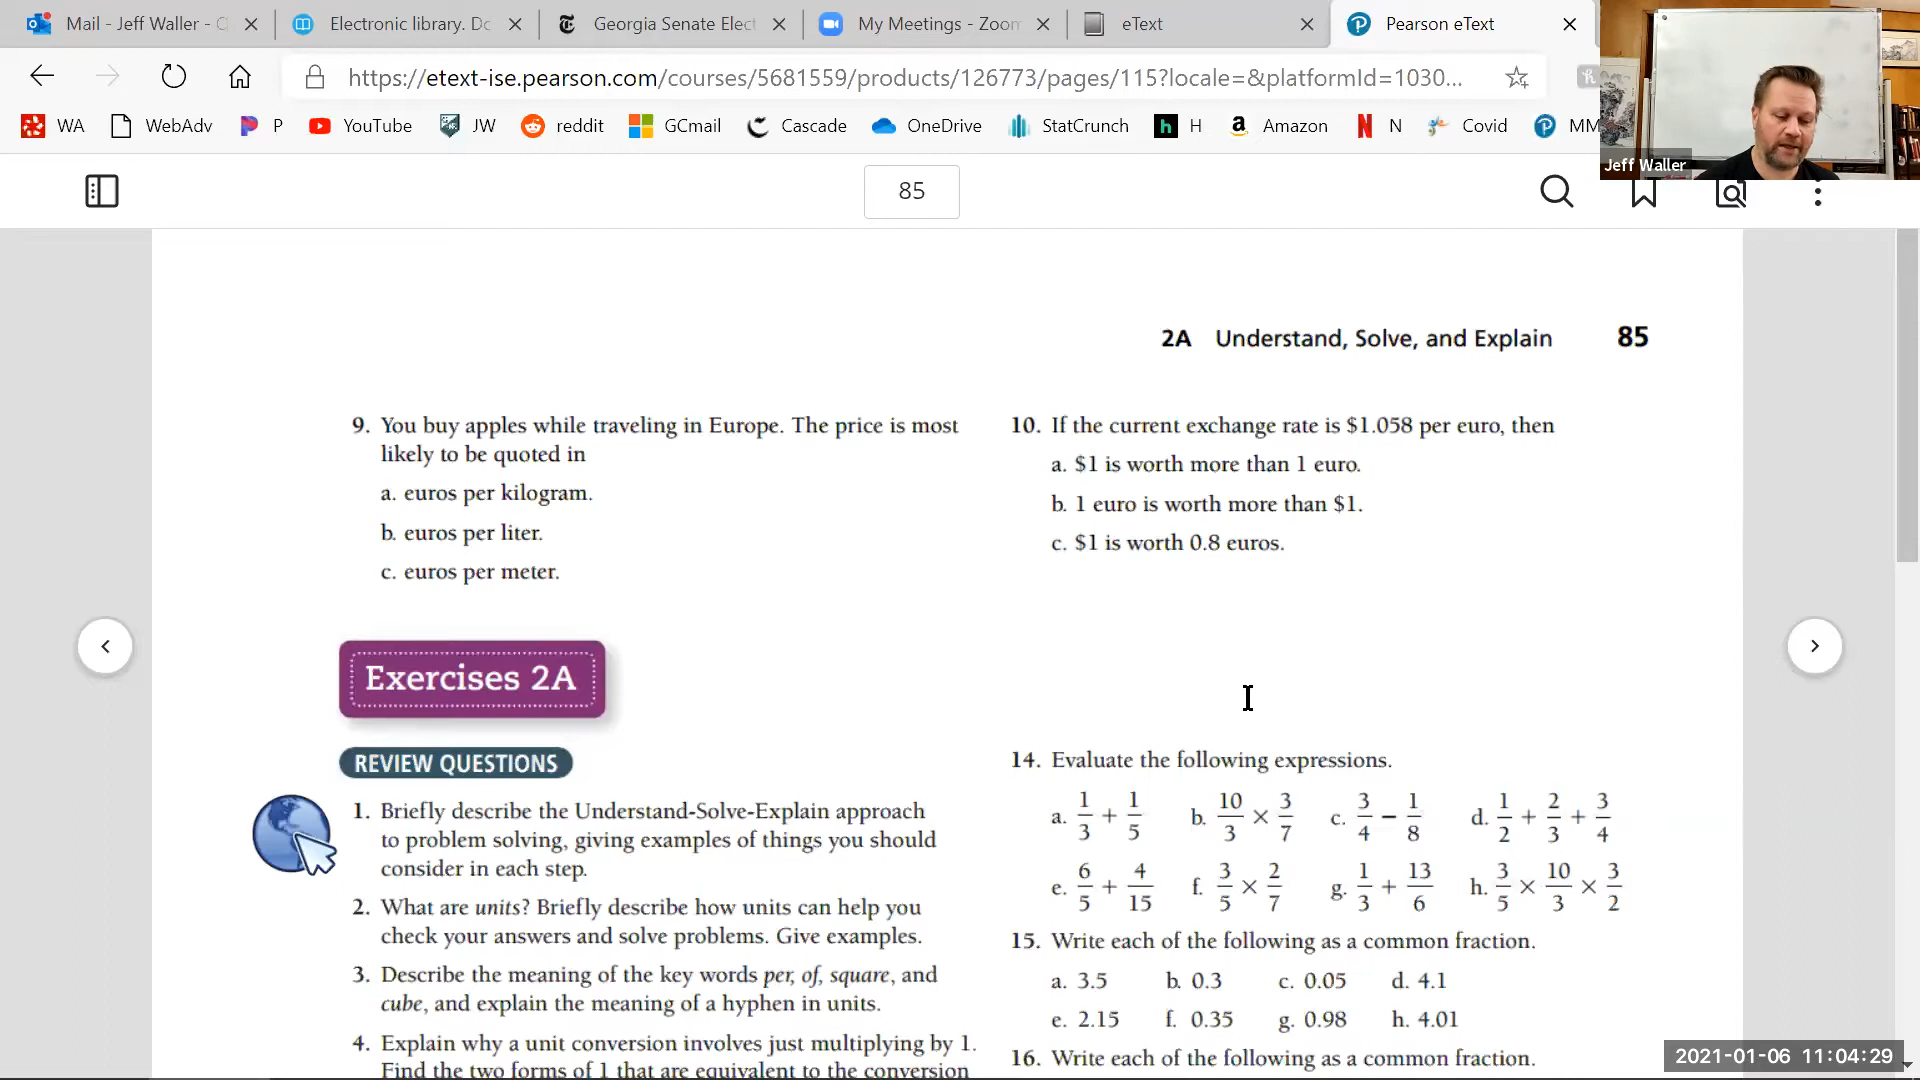 Mail - Jeff Waller - O
Electronic library. Do
Georgia Senate Elect
My Meetings - Zoom
eText
Pearson eText
https://etext-ise.pearson.com/courses/5681559/products/126773/pages/115?locale=&platformId=1030...
WA
WebAdv
P
YouTube
JW
reddit
GCmail
Cascade
OneDrive
StatCrunch
H
Amazon
N
Covid
MM
Jeff Waller
85
2A Understand, Solve, and Explain 85
9. You buy apples while traveling in Europe. The price is most
likely to be quoted in
a. euros per kilogram.
b. euros per liter.
c. euros per meter.
10. If the current exchange rate is $1.058 per euro, then
a. $1 is worth more than 1 euro.
b. 1 euro is worth more than $1.
c. $1 is worth 0.8 euros.
Exercises 2A
REVIEW QUESTIONS
1. Briefly describe the Understand-Solve-Explain approach
to problem solving, giving examples of things you should
consider in each step.
2. What are units? Briefly describe how units can help you
check your answers and solve problems. Give examples.
3. Describe the meaning of the key words per, of, square, and
cube, and explain the meaning of a hyphen in units.
4. Explain why a unit conversion involves just multiplying by 1.
Find the two forms of 1 that are equivalent to the conversion
14. Evaluate the following expressions.
a. 1/3 + 1/5 b. 10/3 × 3/7 c. 3/4 − 1/8 d. 1/2 + 2/3 + 3/4
e. 6/5 + 4/15 f. 3/5 × 2/7 g. 1/3 + 13/6 h. 3/5 × 10/3 × 3/2
15. Write each of the following as a common fraction.
a. 3.5 b. 0.3 c. 0.05 d. 4.1
e. 2.15 f. 0.35 g. 0.98 h. 4.01
16. Write each of the following as a common fraction.
2021-01-06 11:04:29